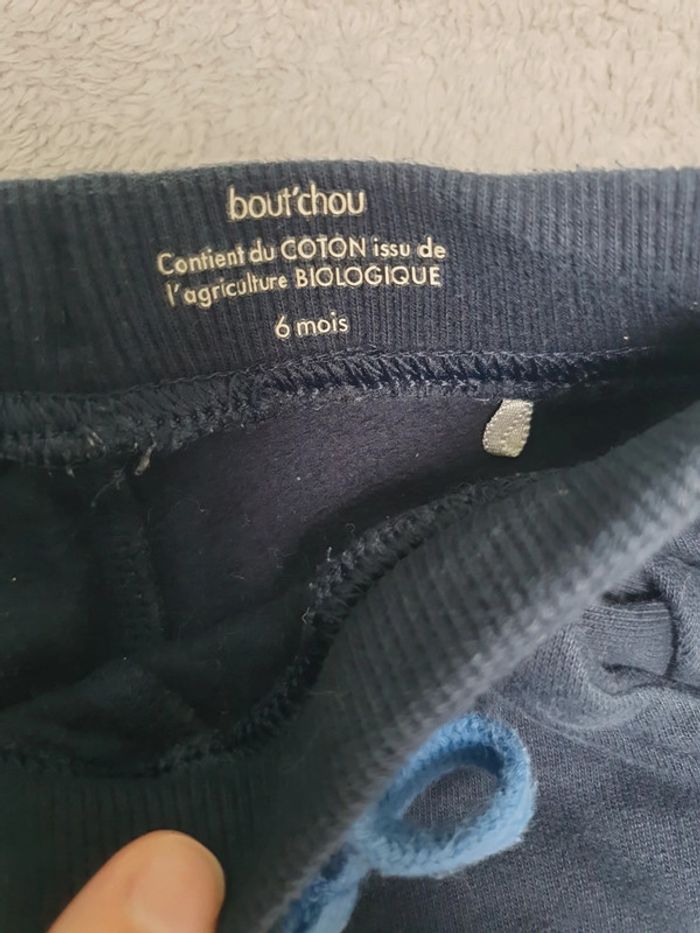 bout'chou
Contient du COTON issu de
l'agriculture BIOLOGIQUE
6 mois